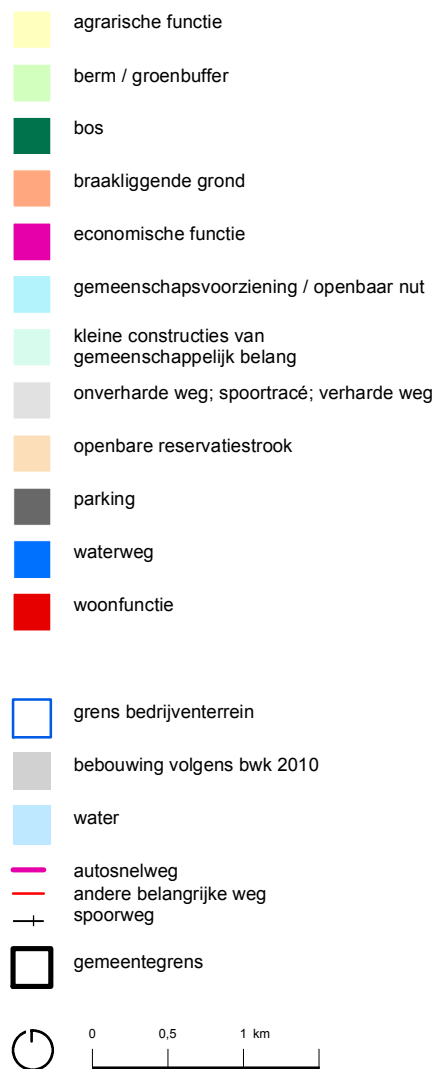 agrarische functie
berm / groenbuffer
bos
braakliggende grond
economische functie
gemeenschapsvoorziening / openbaar nut
kleine constructies van
gemeenschappelijk belang
onverharde weg; spoortracé; verharde weg
openbare reservatiestrook
parking
waterweg
woonfunctie
grens bedrijventerrein
bebouwing volgens bwk 2010
water
autosnelweg
andere belangrijke weg
spoorweg
gemeentegrens
0 0,5 1 km